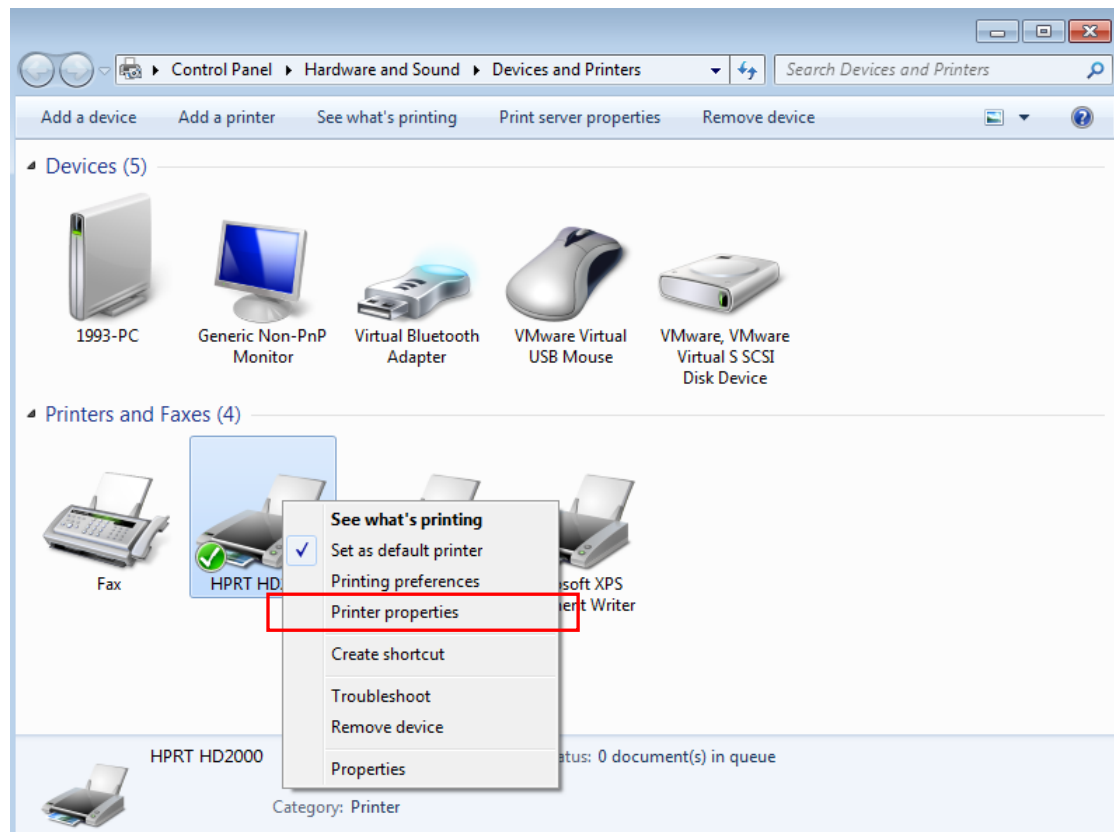 Control Panel Hardware and Sound Devices and Printers Search Devices and Printers
Add a device Add a printer See what's printing Print server properties Remove device
Devices (5)
1993-PC Generic Non-PnP Virtual Bluetooth VMware Virtual VMware, VMware
Monitor Adapter USB Mouse Virtual S SCSI
Disk Device
Printers and Faxes (4)
See what's printing
Set as default printer
Fax HPRT HD Printing preferences soft XPS
Printer properties ent Writer
Create shortcut
Troubleshoot
Remove device
HPRT HD2000 atus: 0 document(s) in queue
Properties
Category: Printer